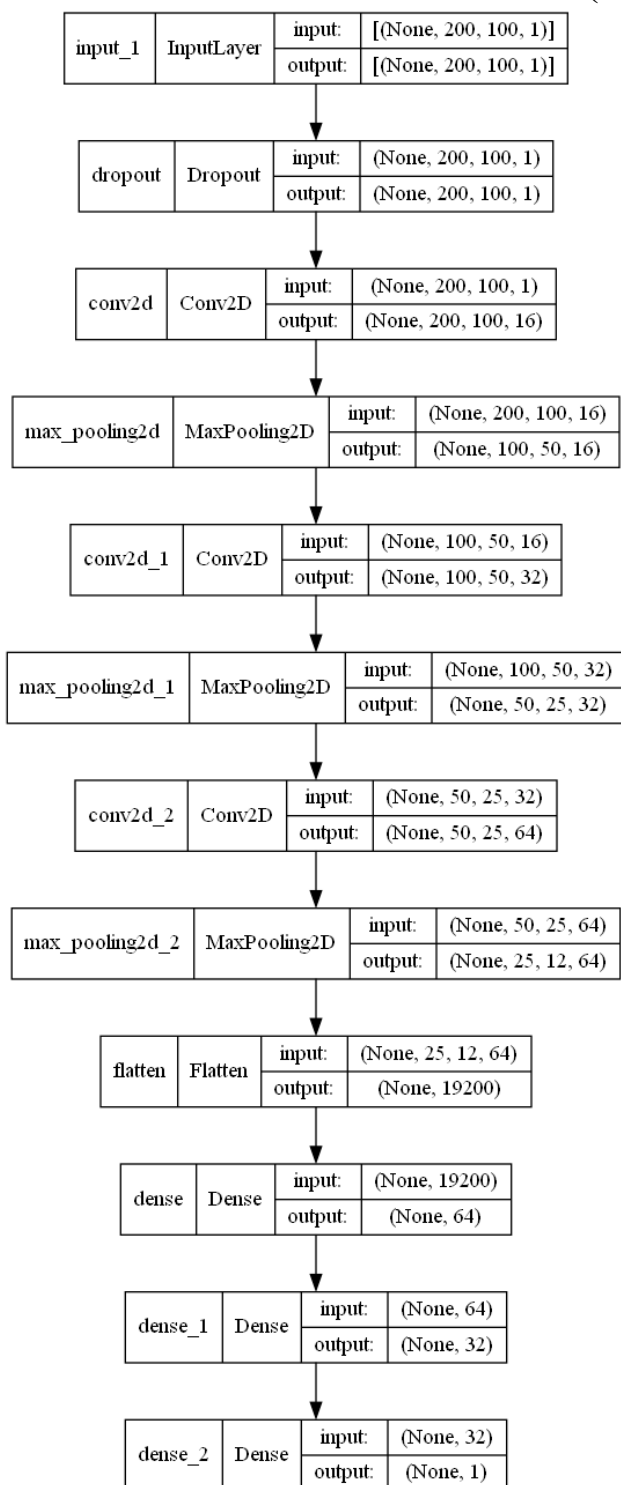 (
input_1 InputLayer input: [(None, 200, 100, 1)]
output: [(None, 200, 100, 1)]
dropout Dropout input: (None, 200, 100, 1)
output: (None, 200, 100, 1)
conv2d Conv2D input: (None, 200, 100, 1)
output: (None, 200, 100, 16)
max_pooling2d MaxPooling2D input: (None, 200, 100, 16)
output: (None, 100, 50, 16)
conv2d_1 Conv2D input: (None, 100, 50, 16)
output: (None, 100, 50, 32)
max_pooling2d_1 MaxPooling2D input: (None, 100, 50, 32)
output: (None, 50, 25, 32)
conv2d_2 Conv2D input: (None, 50, 25, 32)
output: (None, 50, 25, 64)
max_pooling2d_2 MaxPooling2D input: (None, 50, 25, 64)
output: (None, 25, 12, 64)
flatten Flatten input: (None, 25, 12, 64)
output: (None, 19200)
dense Dense input: (None, 19200)
output: (None, 64)
dense_1 Dense input: (None, 64)
output: (None, 32)
dense_2 Dense input: (None, 32)
output: (None, 1)